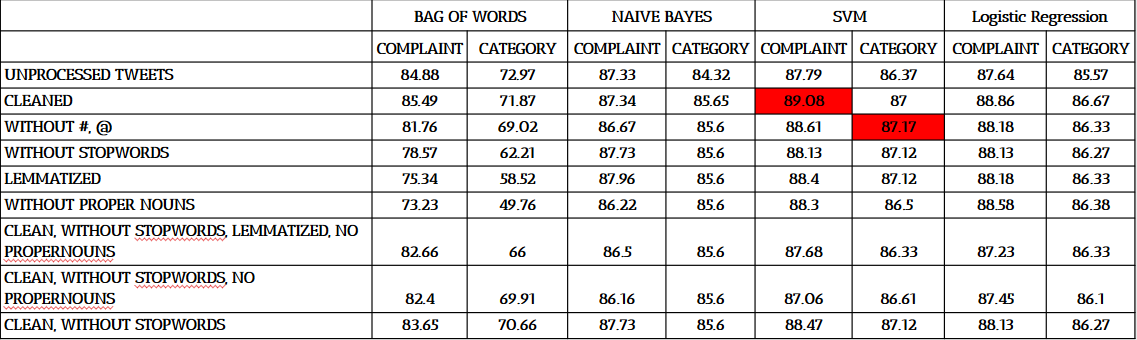 BAG OF WORDS NAIVE BAYES SVM Logistic Regression
COMPLAINT CATEGORY COMPLAINT CATEGORY COMPLAINT CATEGORY COMPLAINT CATEGORY
UNPROCESSED TWEETS 84.88 72.97 87.33 84.32 87.79 86.37 87.64 85.57
CLEANED 85.49 71.87 87.34 85.65 89.08 87 88.86 86.67
WITHOUT #, @ 81.76 69.02 86.67 85.6 88.61 87.17 88.18 86.33
WITHOUT STOPWORDS 78.57 62.21 87.73 85.6 88.13 87.12 88.13 86.27
LEMMATIZED 75.34 58.52 87.96 85.6 88.4 87.12 88.18 86.33
WITHOUT PROPER NOUNS 73.23 49.76 86.22 85.6 88.3 86.5 88.58 86.38
CLEAN, WITHOUT STOPWORDS, LEMMATIZED, NO
PROPERNOUNS 82.66 66 86.5 85.6 87.68 86.33 87.23 86.33
CLEAN, WITHOUT STOPWORDS, NO
PROPERNOUNS 82.4 69.91 86.16 85.6 87.06 86.61 87.45 86.1
CLEAN, WITHOUT STOPWORDS 83.65 70.66 87.73 85.6 88.47 87.12 88.13 86.27